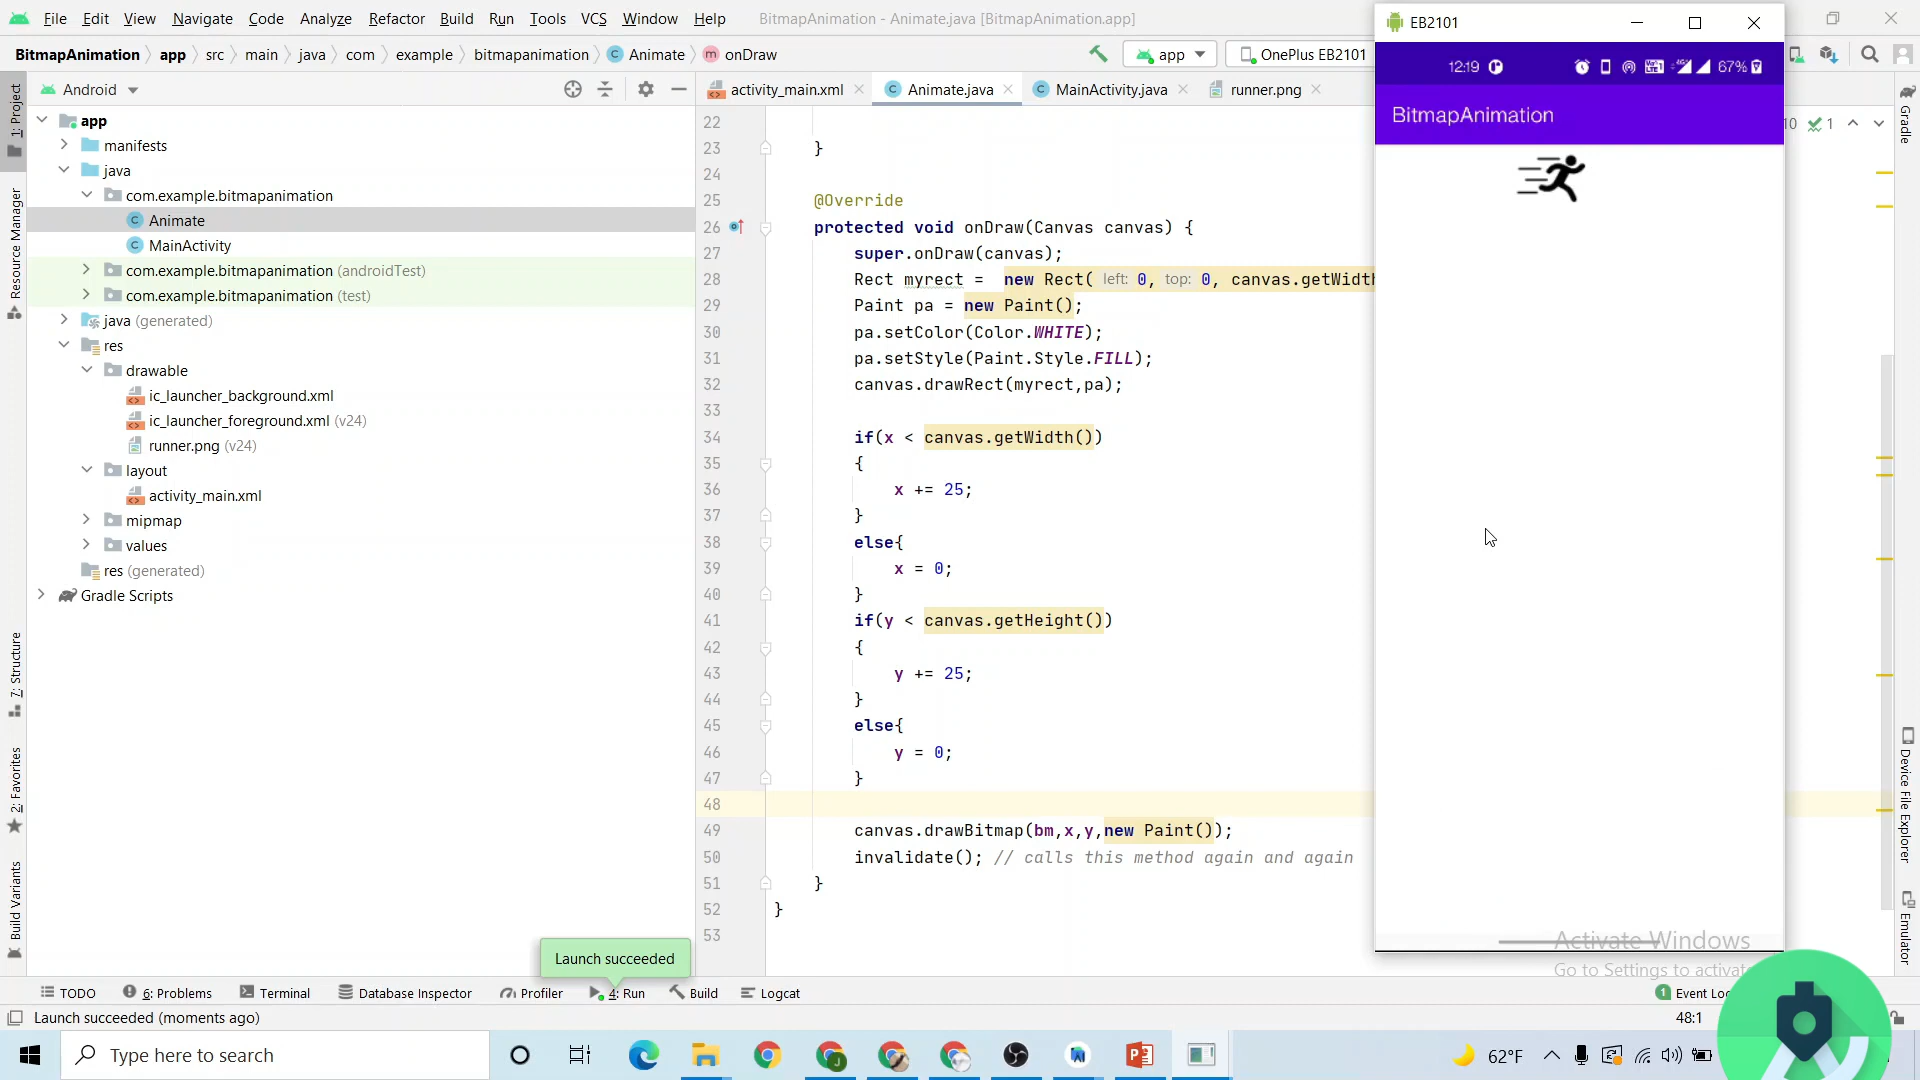 File Edit View Navigate Code Analyze Refactor Build Run Tools VCS Window Help BitmapAnimation - Animate.java [BitmapAnimation.app]
BitmapAnimation app src main java com example bitmapanimation Animate onDraw app OnePlus EB2101
Android
activity_main.xml Animate.java MainActivity.java runner.png
1: Project
Resource Manager
7: Structure
2: Favorites
Build Variants
app
manifests
java
com.example.bitmapanimation
Animate
MainActivity
com.example.bitmapanimation (androidTest)
com.example.bitmapanimation (test)
java (generated)
res
drawable
ic_launcher_background.xml
ic_launcher_foreground.xml (v24)
runner.png (v24)
layout
activity_main.xml
mipmap
values
res (generated)
Gradle Scripts
22
23 }
24
25 @Override
26 protected void onDraw(Canvas canvas) {
27 super.onDraw(canvas);
28 Rect myrect = new Rect( left: 0, top: 0, canvas.getWidth
29 Paint pa = new Paint();
30 pa.setColor(Color.WHITE);
31 pa.setStyle(Paint.Style.FILL);
32 canvas.drawRect(myrect,pa);
33
34 if(x < canvas.getWidth())
35 {
36 x += 25;
37 }
38 else{
39 x = 0;
40 }
41 if(y < canvas.getHeight())
42 {
43 y += 25;
44 }
45 else{
46 y = 0;
47 }
48
49 canvas.drawBitmap(bm,x,y,new Paint());
50 invalidate(); // calls this method again and again
51 }
52 }
53
EB2101
12:19 67%
BitmapAnimation
10 1
Gradle
Device File Explorer
Emulator
Activate Windows
Go to Settings to activat
Launch succeeded
TODO 6: Problems Terminal Database Inspector Profiler 4: Run Build Logcat 1 Event Lo
Launch succeeded (moments ago) 48:1
Type here to search 62°F